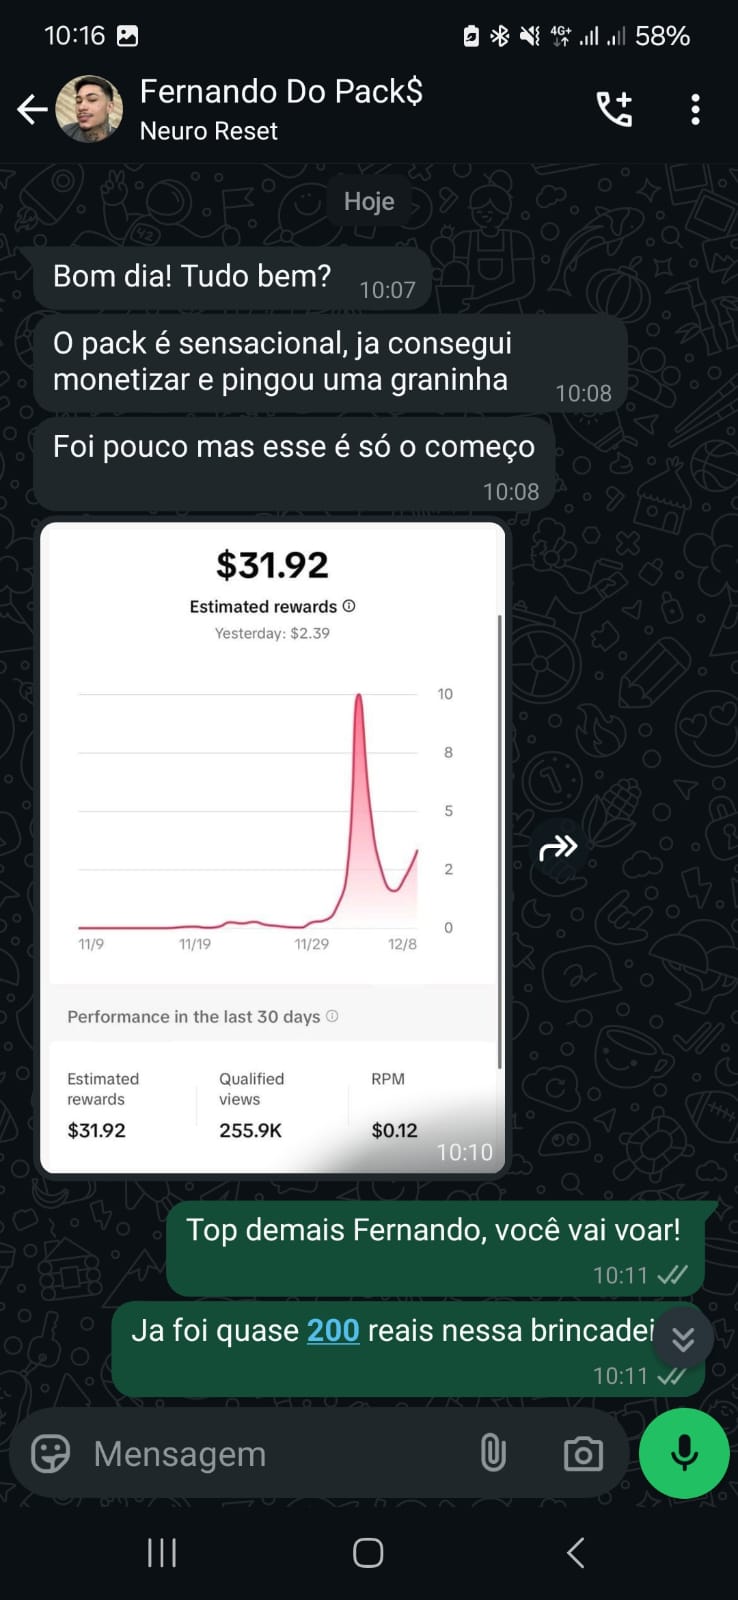 10:16
4G+
58%
Fernando Do Pack$
Neuro Reset
Hoje
Bom dia! Tudo bem?
10:07
O pack é sensacional, ja consegui
monetizar e pingou uma graninha
10:08
Foi pouco mas esse é só o começo
10:08
$31.92
Estimated rewards
Yesterday: $2.39
10
8
5
2
0
11/9 11/19 11/29 12/8
Performance in the last 30 days
Estimated Qualified RPM
rewards views
$31.92 255.9K $0.12
10:10
Top demais Fernando, você vai voar!
10:11
Ja foi quase 200 reais nessa brincadei
10:11
Mensagem